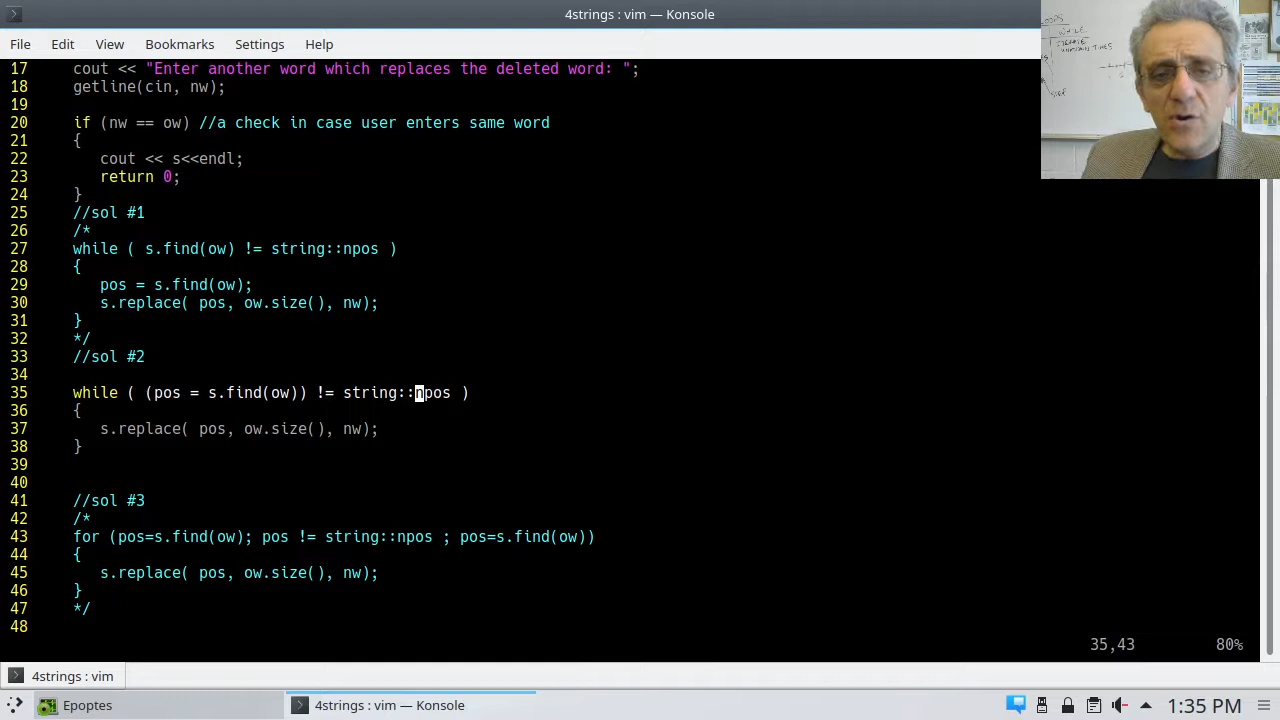 4strings : vim — Konsole
File Edit View Bookmarks Settings Help
17 cout << "Enter another word which replaces the deleted word: ";
18 getline(cin, nw);
19
20 if (nw == ow) //a check in case user enters same word
21 {
22 cout << s<<endl;
23 return 0;
24 }
25 //sol #1
26 /*
27 while ( s.find(ow) != string::npos )
28 {
29 pos = s.find(ow);
30 s.replace( pos, ow.size(), nw);
31 }
32 */
33 //sol #2
34
35 while ( (pos = s.find(ow)) != string::npos )
36 {
37 s.replace( pos, ow.size(), nw);
38 }
39
40
41 //sol #3
42 /*
43 for (pos=s.find(ow); pos != string::npos ; pos=s.find(ow))
44 {
45 s.replace( pos, ow.size(), nw);
46 }
47 */
48
35,43 80%
4strings : vim
Epoptes 4strings : vim — Konsole 1:35 PM